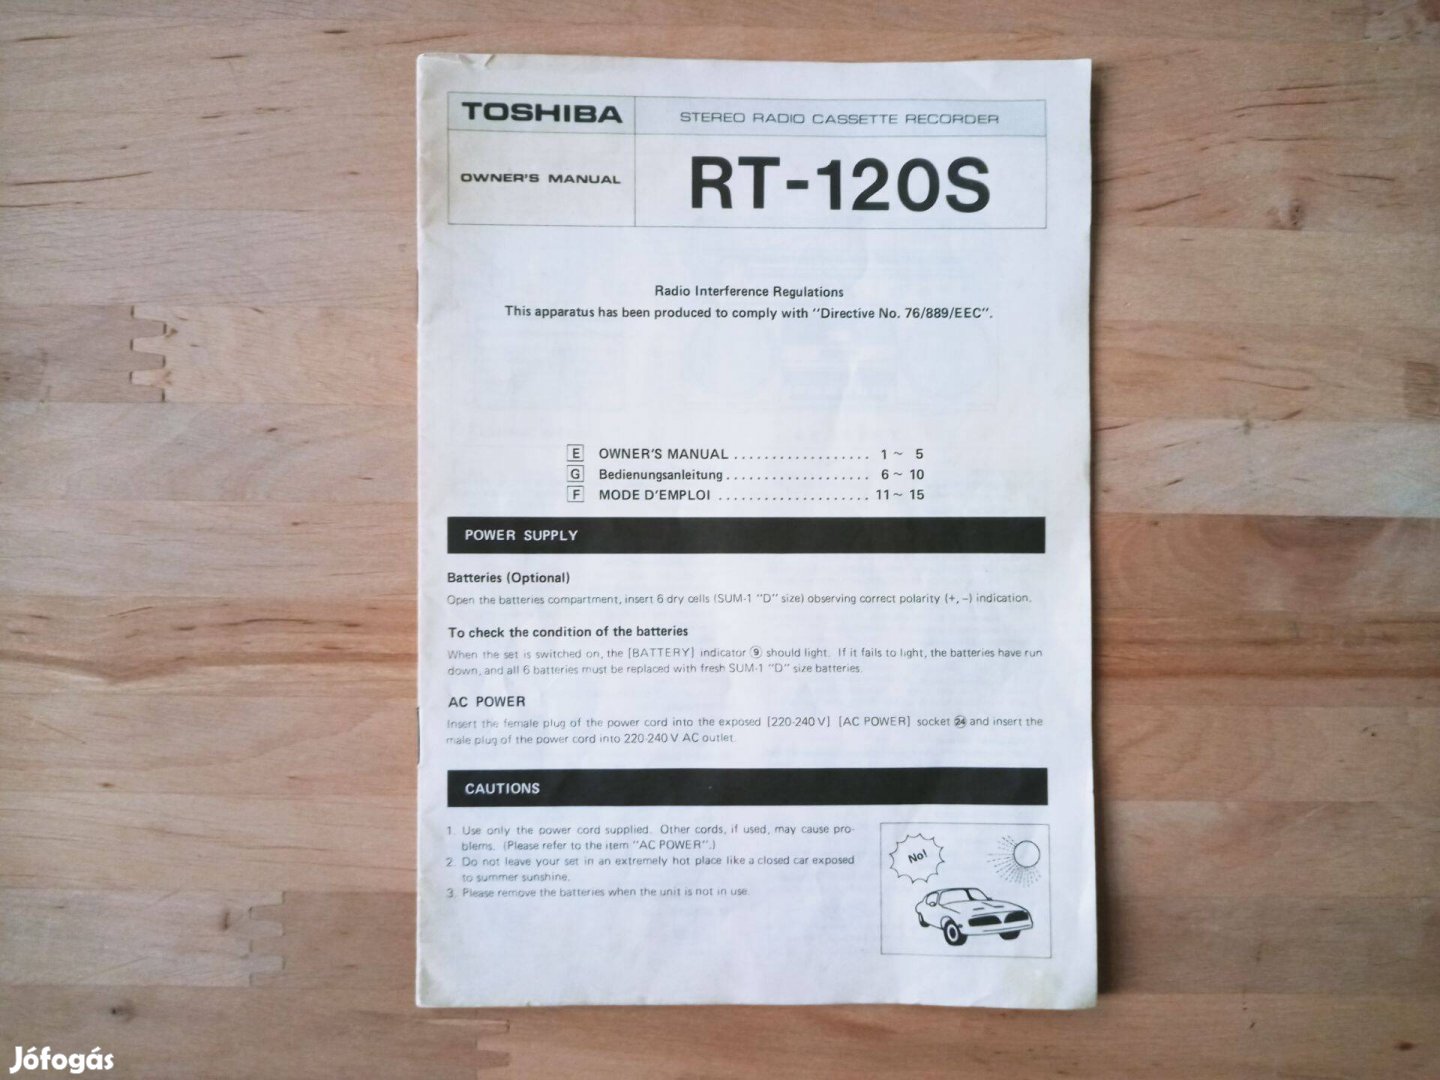 TOSHIBA
STEREO RADIO CASSETTE RECORDER
OWNER'S MANUAL
RT-120S
Radio Interference Regulations
This apparatus has been produced to comply with "Directive No. 76/889/EEC".
E OWNER'S MANUAL .................. 1 ~ 5
G Bedienungsanleitung ................... 6 ~ 10
F MODE D'EMPLOI .................... 11 ~ 15
POWER SUPPLY
Batteries (Optional)
Open the batteries compartment, insert 6 dry cells (SUM-1 "D" size) observing correct polarity (+, –) indication.
To check the condition of the batteries
When the set is switched on, the [BATTERY] indicator ⑨ should light. If it fails to light, the batteries have run
down, and all 6 batteries must be replaced with fresh SUM-1 "D" size batteries.
AC POWER
Insert the female plug of the power cord into the exposed [220-240 V] [AC POWER] socket ㉔ and insert the
male plug of the power cord into 220-240 V AC outlet.
CAUTIONS
1. Use only the power cord supplied. Other cords, if used, may cause pro-
blems. (Please refer to the item "AC POWER".)
2. Do not leave your set in an extremely hot place like a closed car exposed
to summer sunshine.
3. Please remove the batteries when the unit is not in use.
No!
Jófogás